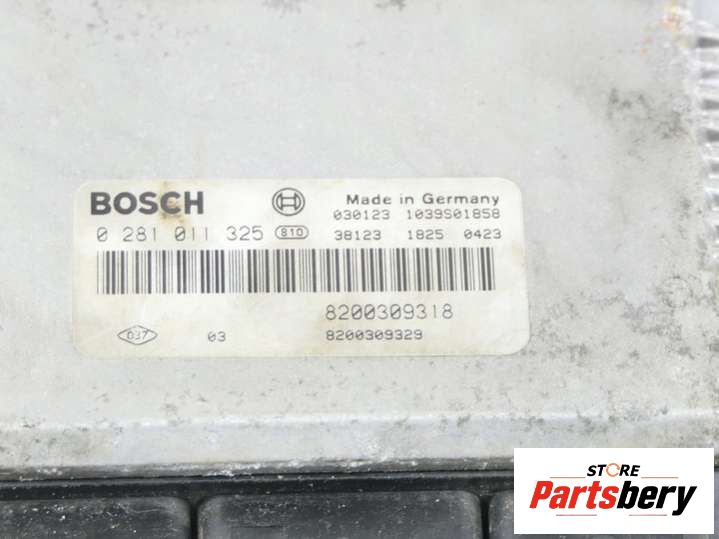 BOSCH Made in Germany
030123 1039S01858
0 281 011 325 810 38123 1825 0423
8200309318
037 03 8200309329
STORE
Partsbery